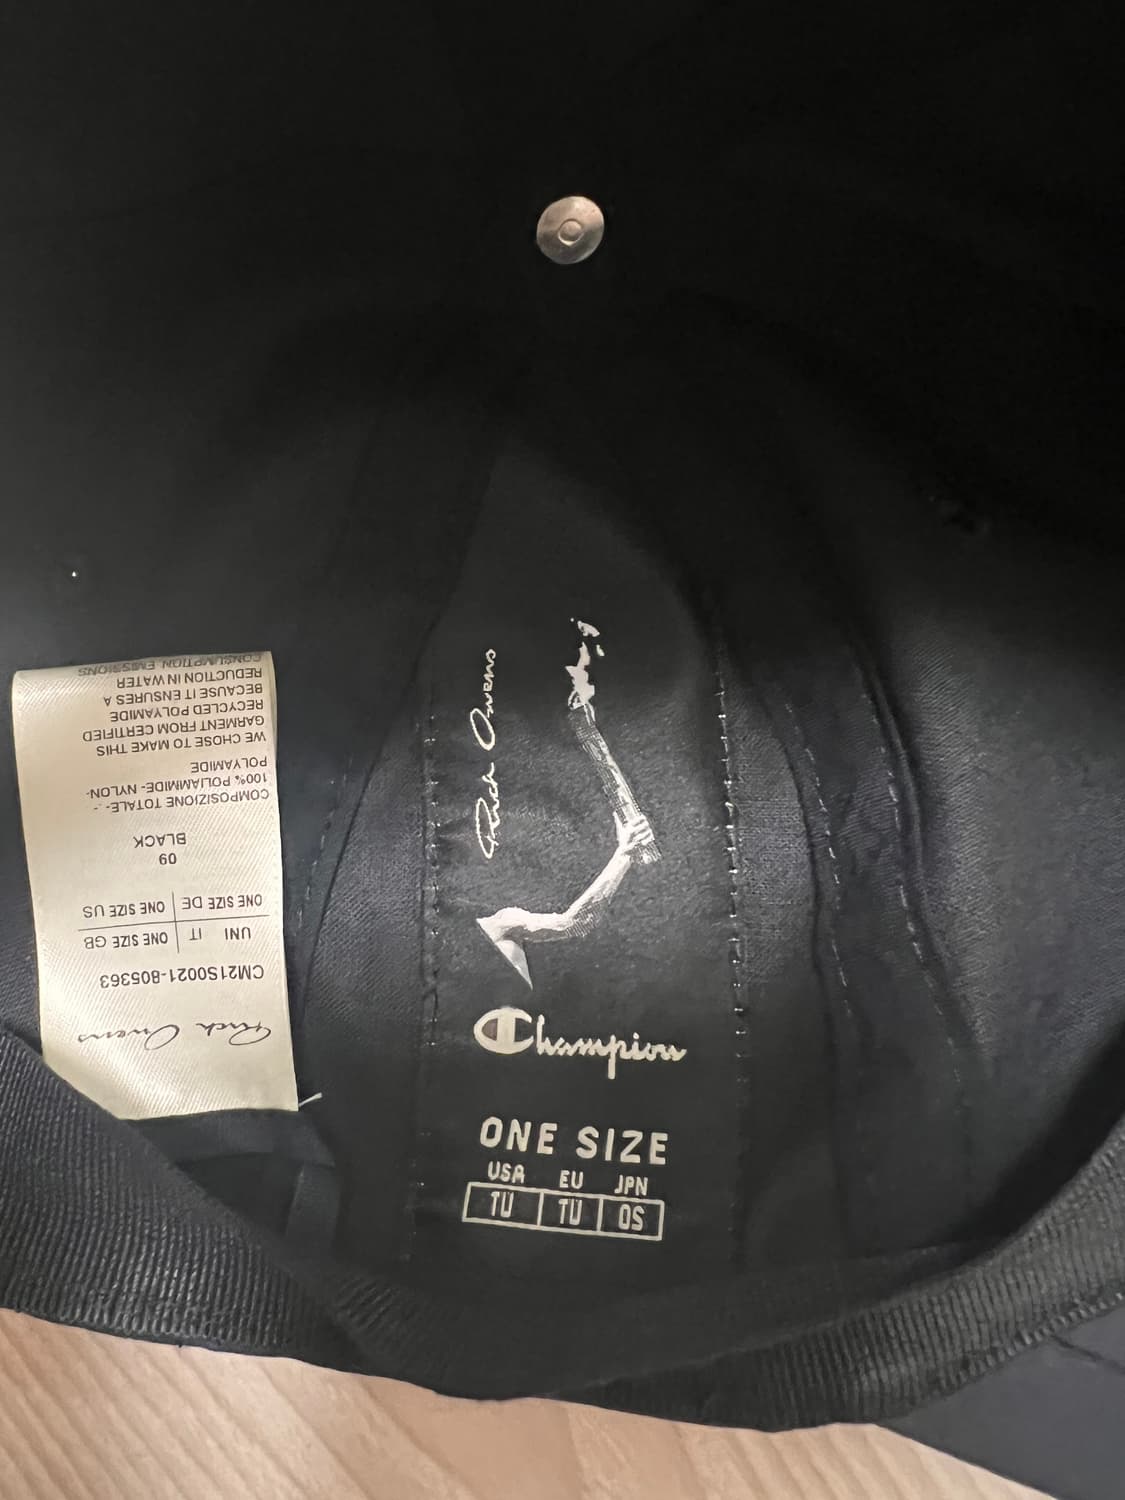 Rick Owens
Champion
ONE SIZE
USA EU JPN
TU TU OS
Rick Owens
CM21S0021-805363
UNI IT ONE SIZE GB
ONE SIZE DE ONE SIZE US
09
BLACK
COMPOSIZIONE TOTALE- -
100% POLIAMMIDE- NYLON-
POLYAMIDE
WE CHOSE TO MAKE THIS
GARMENT FROM CERTIFIED
RECYCLED POLYAMIDE
BECAUSE IT ENSURES A
REDUCTION IN WATER
CONSUMPTION EMISSIONS